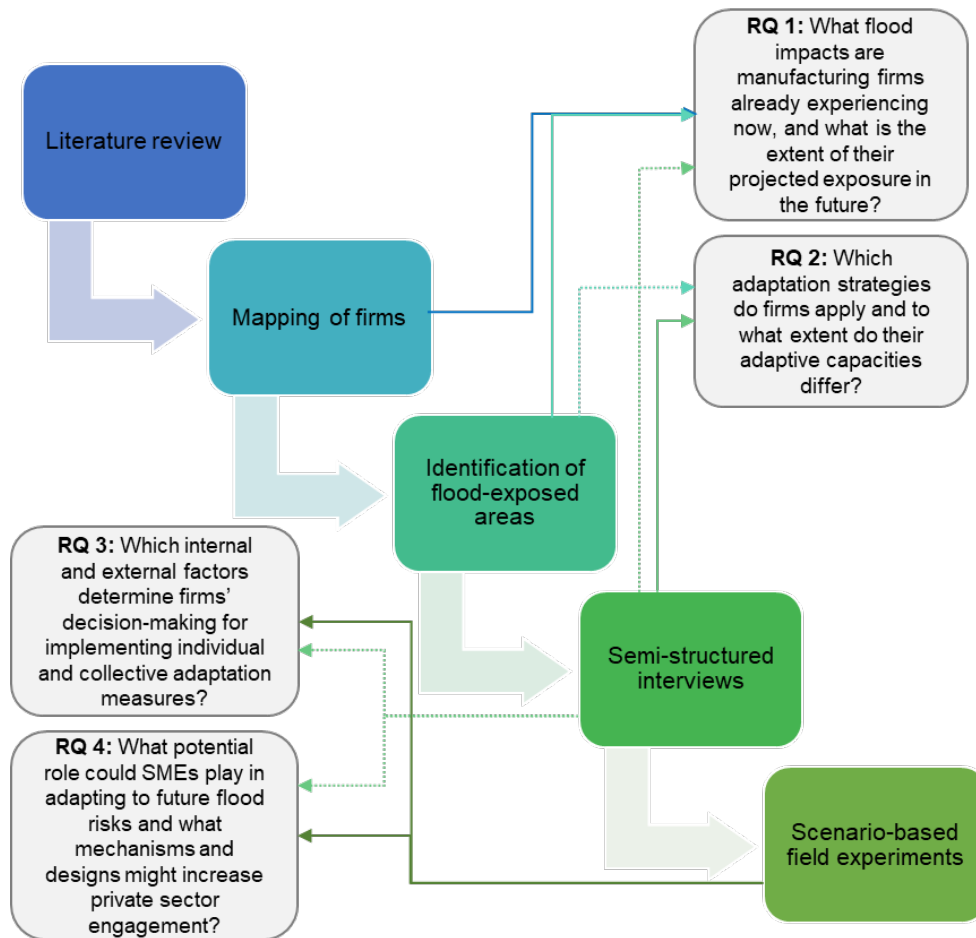 Literature review
Mapping of firms
Identification of
flood-exposed
areas
Semi-structured
interviews
Scenario-based
field experiments
RQ 1: What flood
impacts are
manufacturing firms
already experiencing
now, and what is the
extent of their
projected exposure in
the future?
RQ 2: Which
adaptation strategies
do firms apply and to
what extent do their
adaptive capacities
differ?
RQ 3: Which internal
and external factors
determine firms’
decision-making for
implementing individual
and collective adaptation
measures?
RQ 4: What potential
role could SMEs play in
adapting to future flood
risks and what
mechanisms and
designs might increase
private sector
engagement?